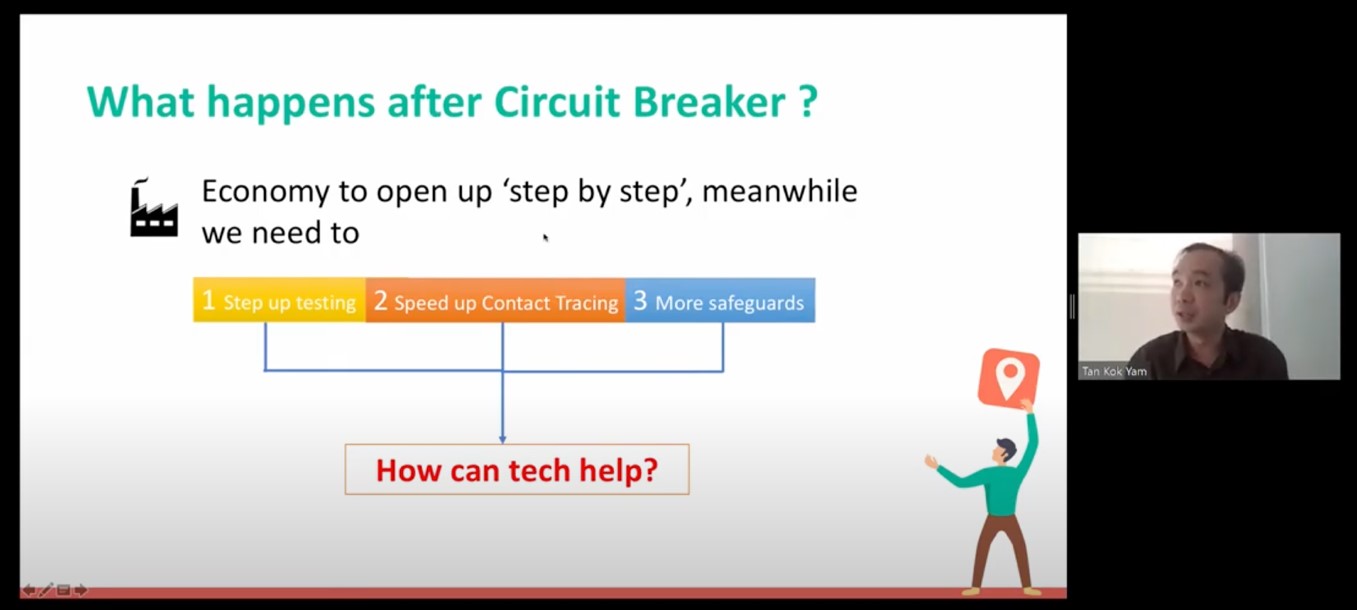 What happens after Circuit Breaker ?
Economy to open up ‘step by step’, meanwhile
we need to
1 Step up testing 2 Speed up Contact Tracing 3 More safeguards
How can tech help?
Tan Kok Yam